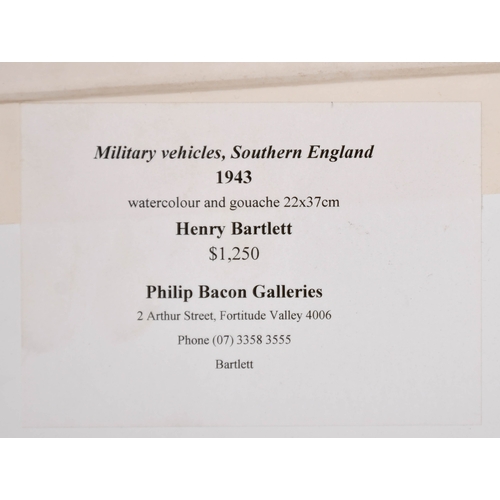 Military vehicles, Southern England
1943
watercolour and gouache 22x37cm
Henry Bartlett
$1,250
Philip Bacon Galleries
2 Arthur Street, Fortitude Valley 4006
Phone (07) 3358 3555
Bartlett